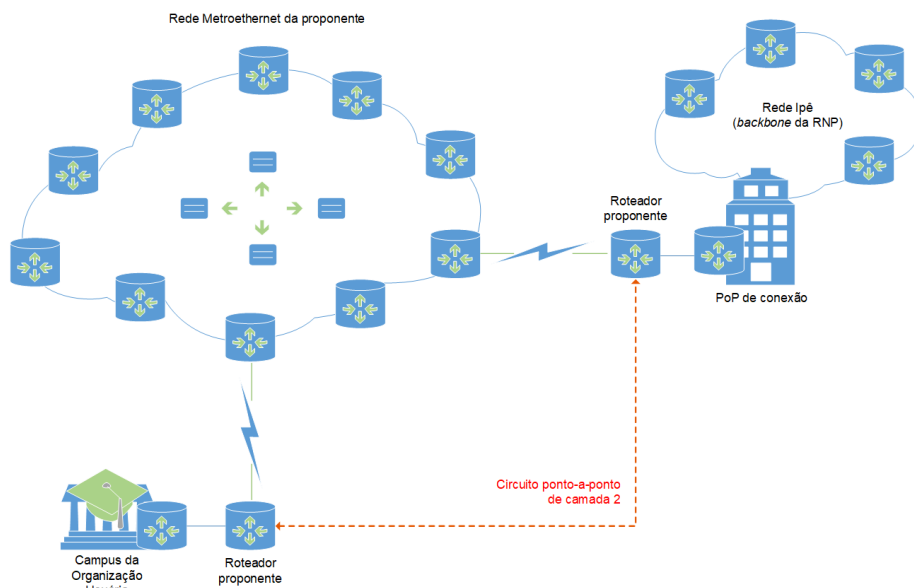 Rede Metroethernet da proponente
Rede Ipê
(backbone da RNP)
Roteador
proponente
PoP de conexão
Circuito ponto-a-ponto
de camada 2
Campus da
Organização
Roteador
proponente